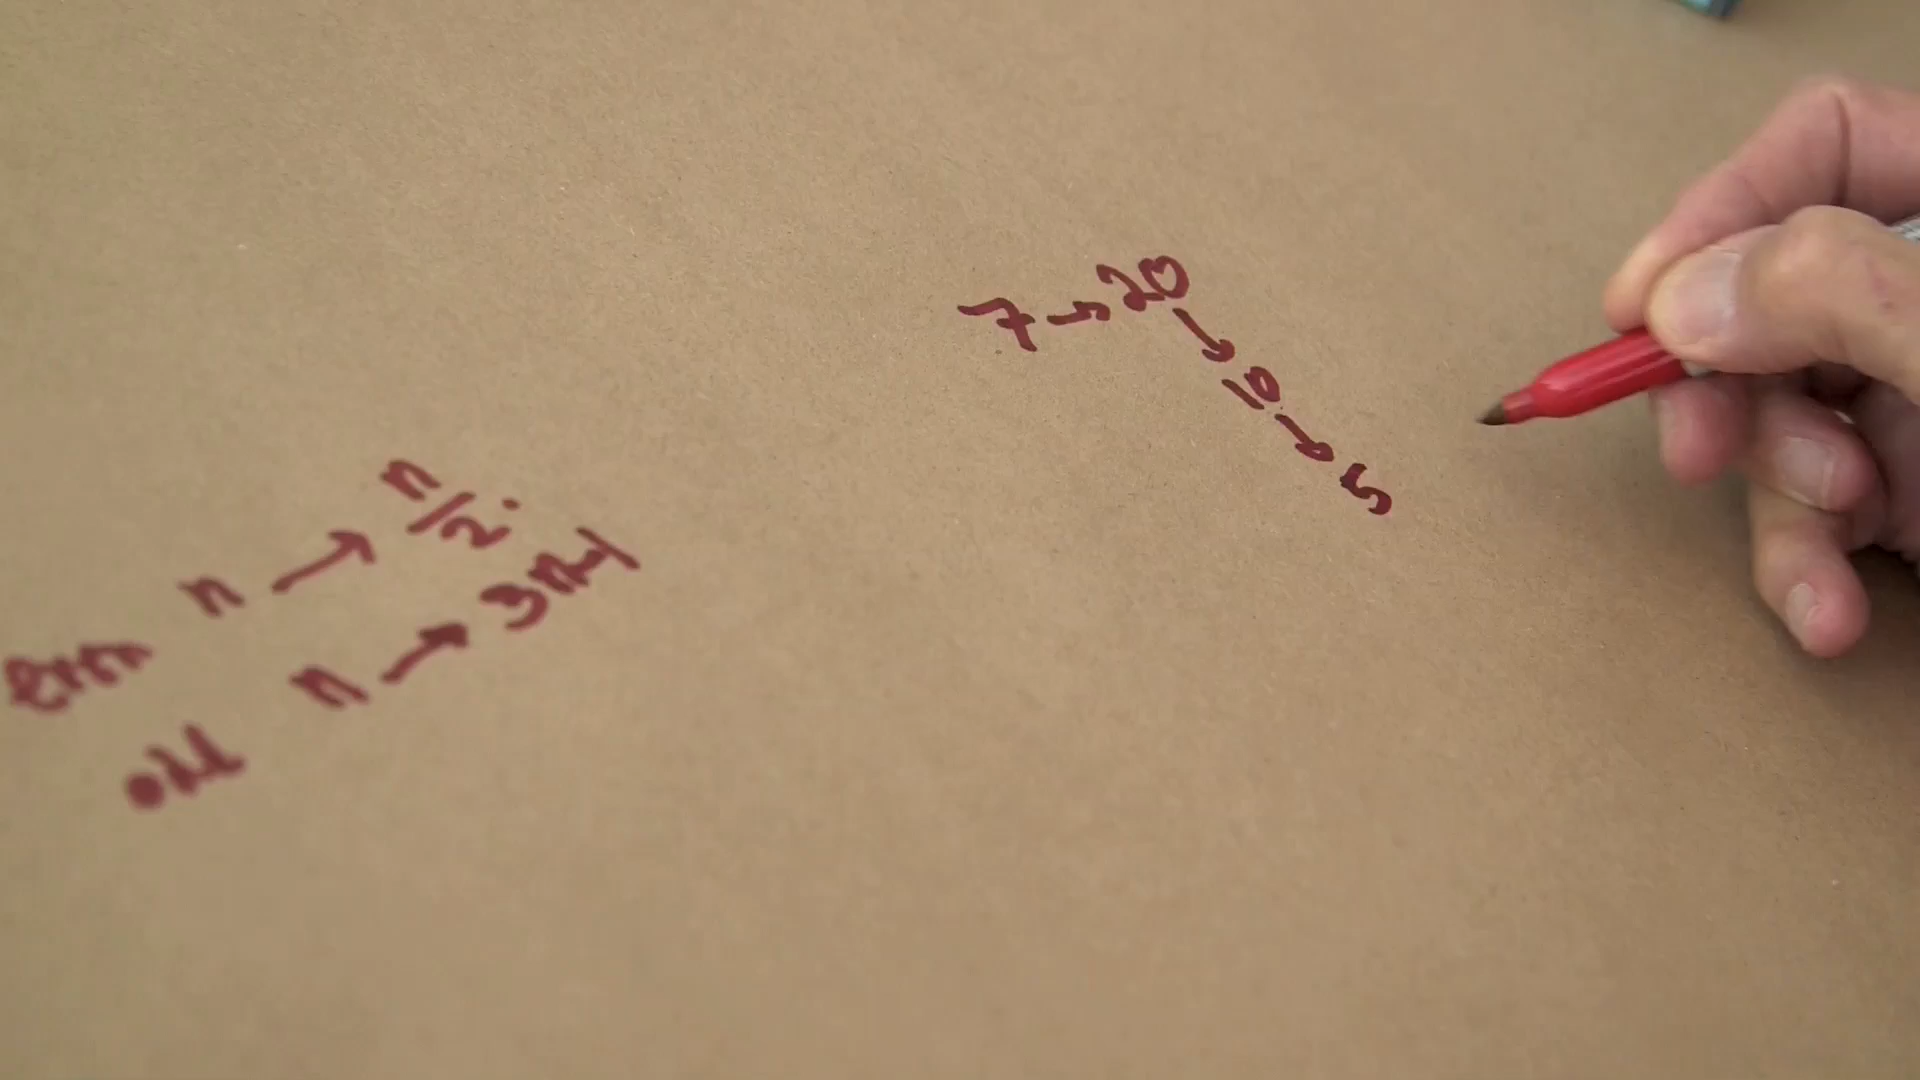 even n → n/2
odd n → 3n-1
7 → 20
→ 10
→ 5